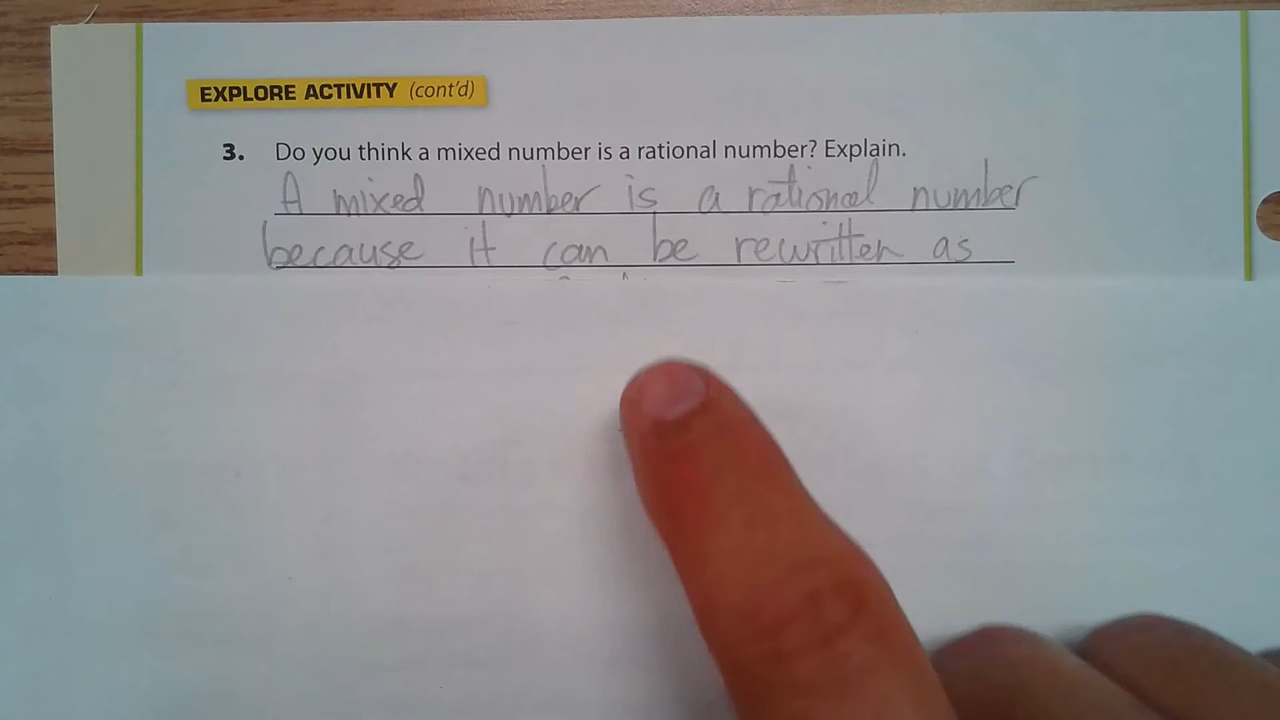 EXPLORE ACTIVITY (cont'd)
3. Do you think a mixed number is a rational number? Explain.
A mixed number is a rational number
because it can be rewritten as